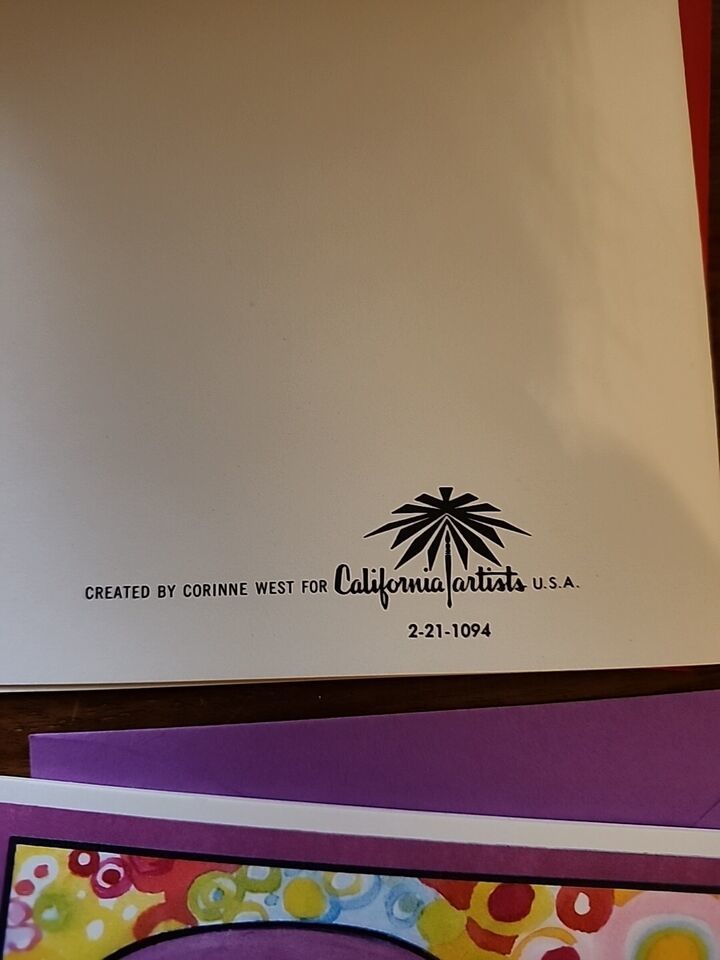 CREATED BY CORINNE WEST FOR California artists U.S.A.
2-21-1094